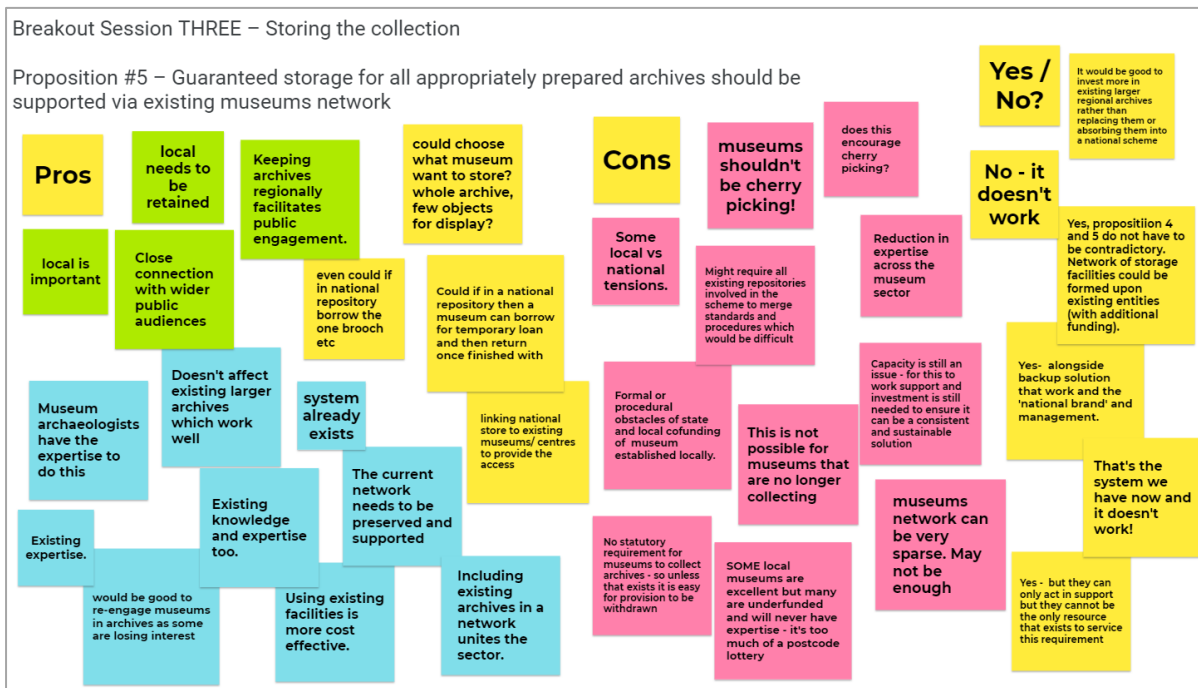 Breakout Session THREE – Storing the collection
Proposition #5 – Guaranteed storage for all appropriately prepared archives should be
supported via existing museums network
Pros
local
needs to
be
retained
Keeping
archives
regionally
facilitates
public
engagement.
could choose
what museum
want to store?
whole archive,
few objects
for display?
local is
important
Close
connection
with wider
public
audiences
even could if
in national
repository
borrow the
one brooch
etc
Could if in a national
repository then a
museum can borrow
for temporary loan
and then return
once finished with
Museum
archaeologists
have the
expertise to
do this
Doesn't affect
existing larger
archives
which work
well
system
already
exists
linking national
store to existing
museums/ centres
to provide the
access
Existing
expertise.
Existing
knowledge
and expertise
too.
The current
network
needs to be
preserved and
supported
would be good to
re-engage museums
in archives as some
are losing interest
Using existing
facilities is
more cost
effective.
Including
existing
archives in a
network
unites the
sector.
Cons
museums
shouldn't
be cherry
picking!
does this
encourage
cherry
picking?
Some
local vs
national
tensions.
Might require all
existing repositories
involved in the
scheme to merge
standards and
procedures which
would be difficult
Reduction in
expertise
across the
museum
sector
Formal or
procedural
obstacles of state
and local cofunding
of museum
established locally.
This is not
possible for
museums that
are no longer
collecting
Capacity is still an
issue - for this to
work support and
investment is still
needed to ensure it
can be a consistent
and sustainable
solution
No statutory
requirement for
museums to collect
archives - so unless
that exists it is easy
for provision to be
withdrawn
SOME local
museums are
excellent but many
are underfunded
and will never have
expertise - it's too
much of a postcode
lottery
museums
network can
be very
sparse. May
not be
enough
Yes /
No?
It would be good to
invest more in
existing larger
regional archives
rather than
replacing them or
absorbing them into
a national scheme
No - it
doesn't
work
Yes, propositiion 4
and 5 do not have to
be contradictory.
Network of storage
facilities could be
formed upon
existing entities
(with additional
funding).
Yes- alongside
backup solution
that work and the
'national brand' and
management.
That's the
system we
have now and
it doesn't
work!
Yes - but they can
only act in support
but they cannot be
the only resource
that exists to service
this requirement